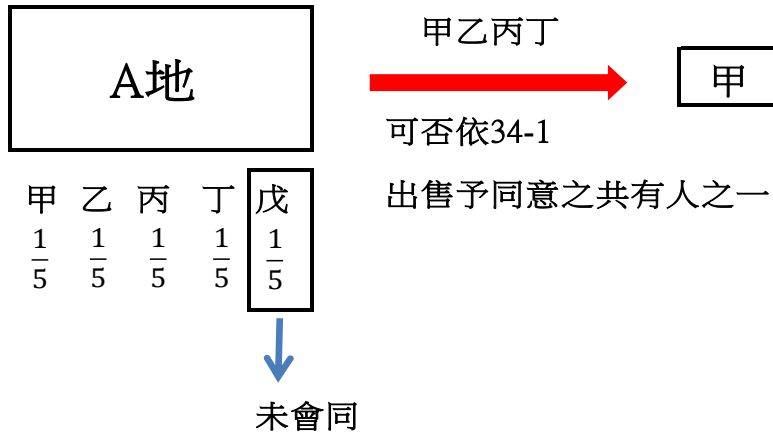 A地
甲乙丙丁
甲
可否依34-1
出售予同意之共有人之一
甲 乙 丙 丁 戊
1/5 1/5 1/5 1/5 1/5
未會同